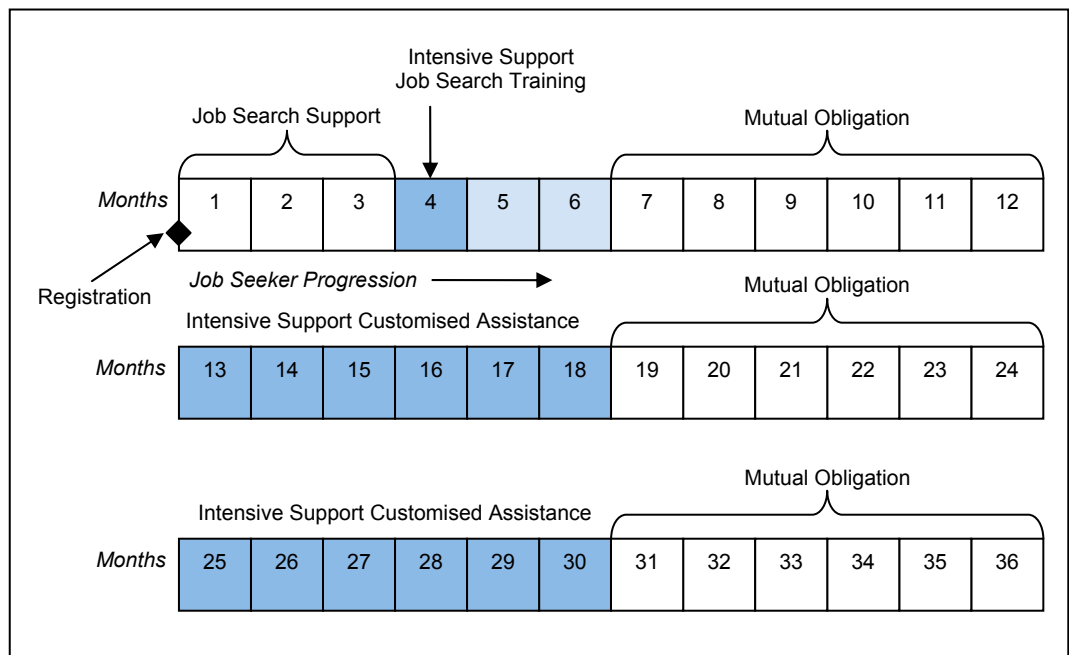 Intensive Support
Job Search Training
Job Search Support
Mutual Obligation
Months 1 2 3 4 5 6 7 8 9 10 11 12
Registration
Job Seeker Progression
Mutual Obligation
Intensive Support Customised Assistance
Months 13 14 15 16 17 18 19 20 21 22 23 24
Mutual Obligation
Intensive Support Customised Assistance
Months 25 26 27 28 29 30 31 32 33 34 35 36